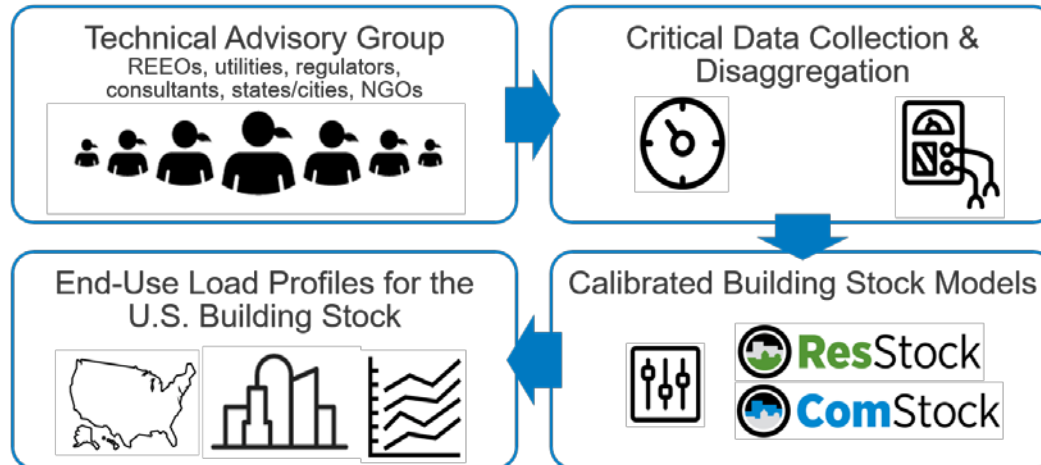 Technical Advisory Group
REEOs, utilities, regulators,
consultants, states/cities, NGOs
Critical Data Collection &
Disaggregation
End-Use Load Profiles for the
U.S. Building Stock
Calibrated Building Stock Models
ResStock
ComStock